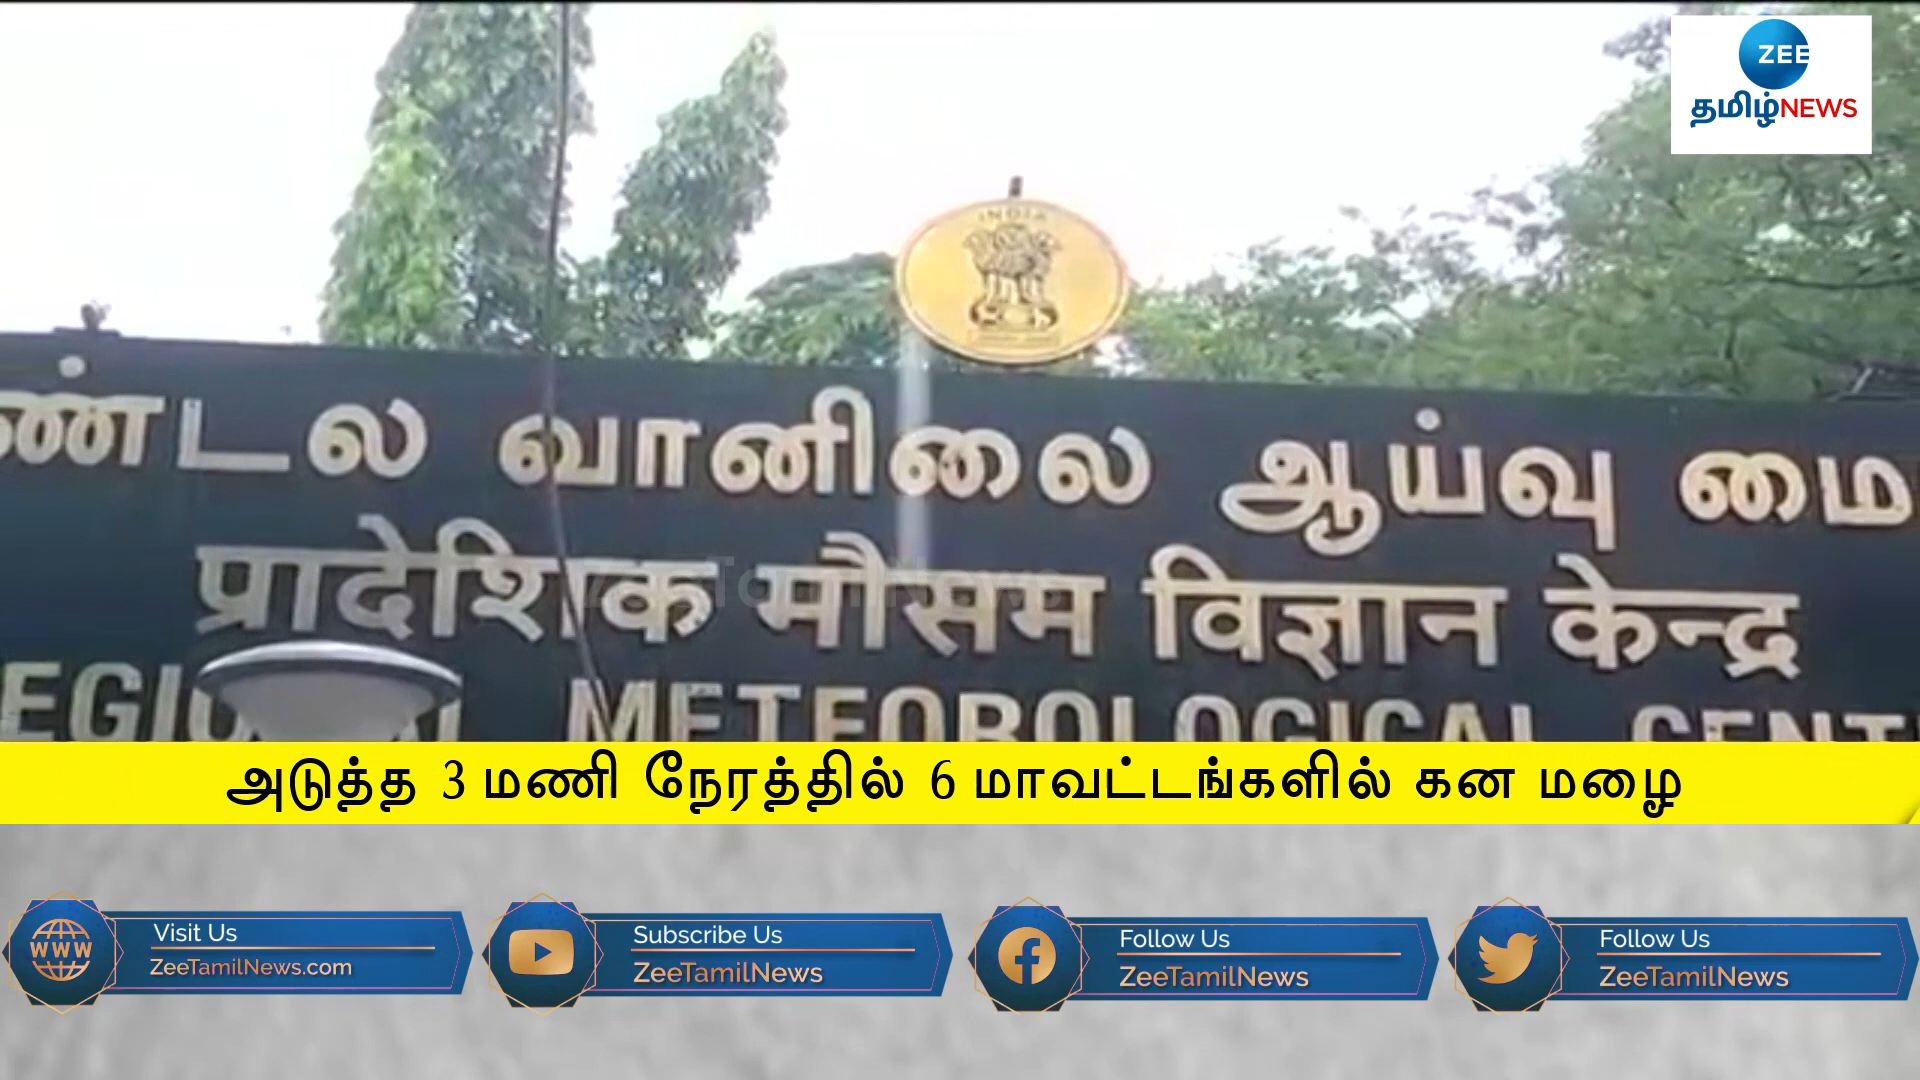 ZEE
தமிழ்NEWS
INDIA
ண்டல வானிலை ஆய்வு மைய
प्रादेशिक मौसम विज्ञान केन्द्र
ZeeTamilNews
METEOROLOGICAL
அடுத்த 3 மணி நேரத்தில் 6 மாவட்டங்களில் கன மழை
Visit Us
www
ZeeTamilNews.com
Subscribe Us
ZeeTamilNews
Follow Us
ZeeTamilNews
Follow Us
ZeeTamilNews